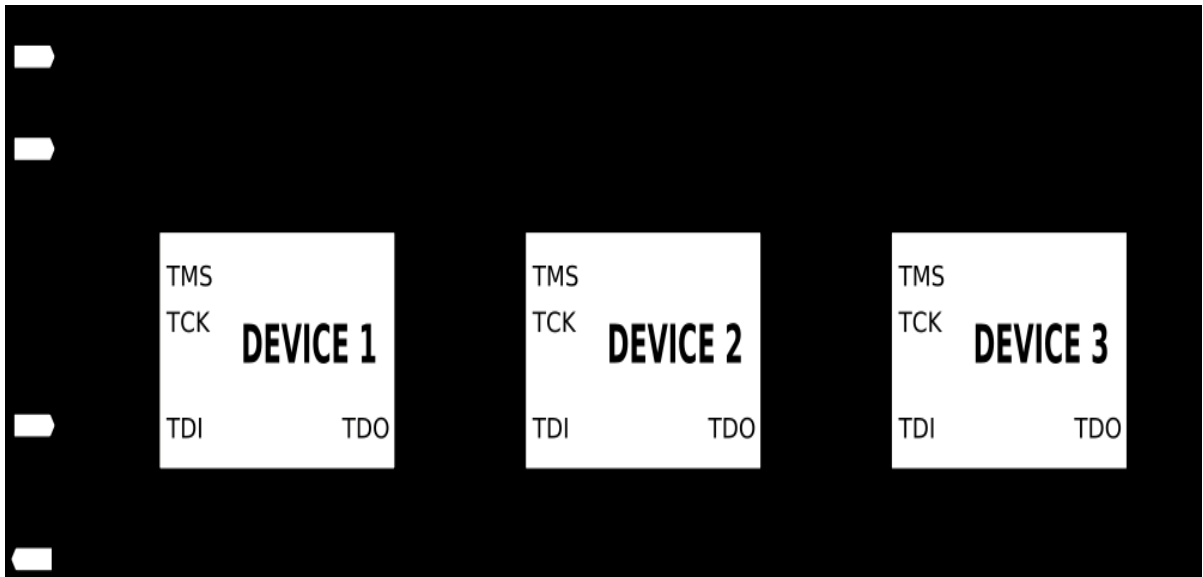 TMS
TCK
DEVICE 1
TDI TDO
TMS
TCK
DEVICE 2
TDI TDO
TMS
TCK
DEVICE 3
TDI TDO